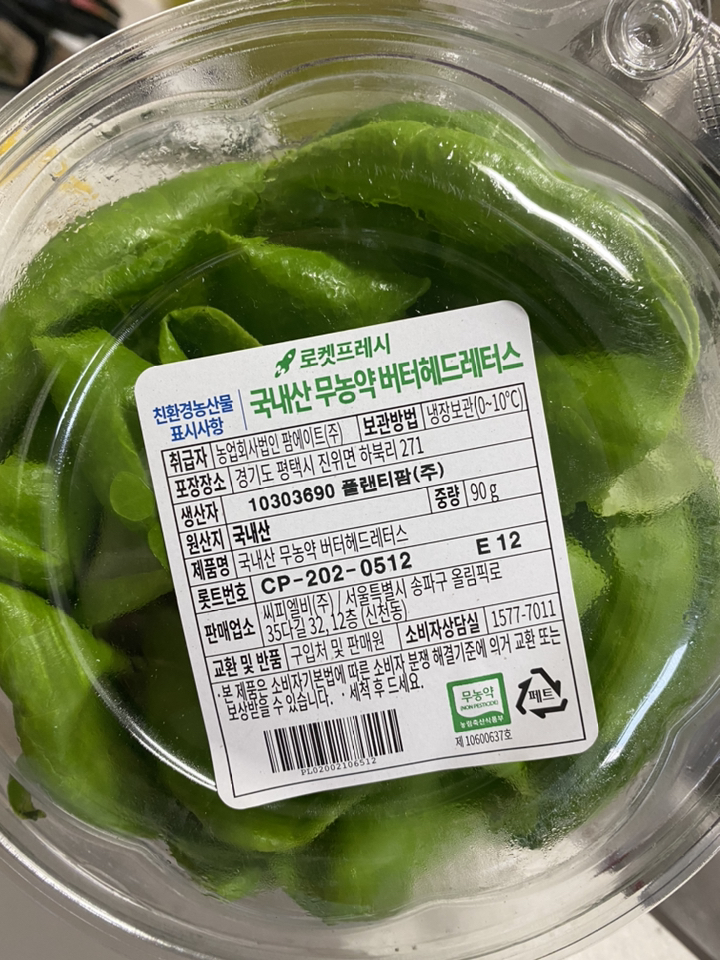 로켓프레시
친환경농산물
표시사항
국내산 무농약 버터헤드레터스
취급자 농업회사법인 팜에이트(주) 보관방법 냉장보관(0~10℃)
포장장소 경기도 평택시 진위면 하북리 271
생산자 10303690 플랜티팜(주)
원산지 국내산 중량 90 g
제품명 국내산 무농약 버터헤드레터스
롯트번호 CP-202-0512 E 12
판매업소 씨피엘비(주) / 서울특별시 송파구 올림픽로
35다길 32, 12층 (신천동)
교환 및 반품 구입처 및 판매원 소비자상담실 1577-7011
·본 제품은 소비자기본법에 따른 소비자 분쟁 해결기준에 의거 교환 또는
보상받을 수 있습니다. ·세척 후 드세요.
무농약
(NON PESTICIDE)
농림축산식품부
제 10600637호
페트
PL02002106512